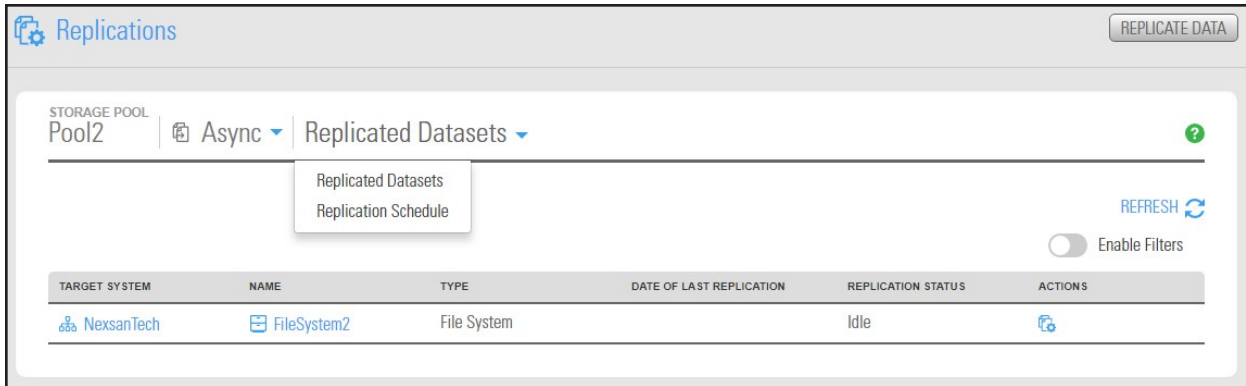 Replications
REPLICATE DATA
STORAGE POOL
Pool2 Async Replicated Datasets
?
Replicated Datasets
Replication Schedule
REFRESH
Enable Filters
TARGET SYSTEM NAME TYPE DATE OF LAST REPLICATION REPLICATION STATUS ACTIONS
NexsanTech FileSystem2 File System Idle